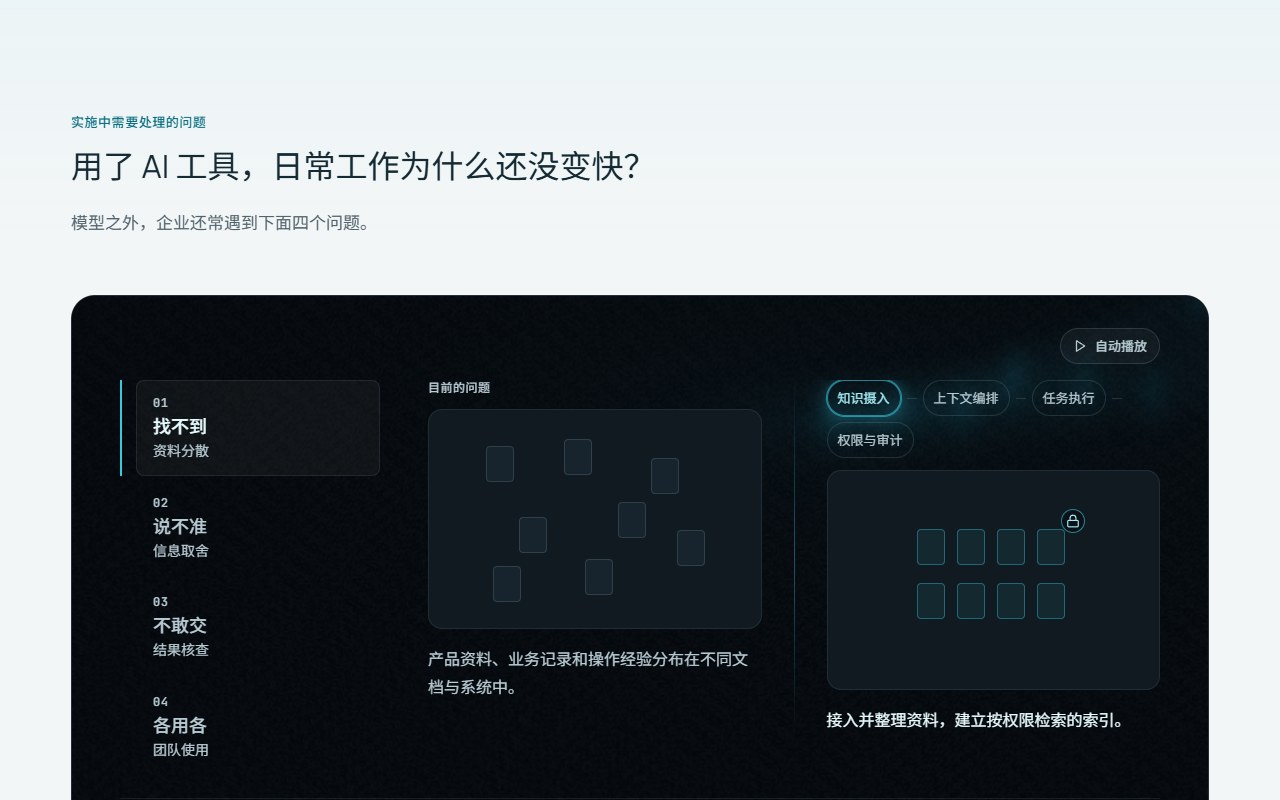 实施中需要处理的问题
用了 AI 工具，日常工作为什么还没变快？
模型之外，企业还常遇到下面四个问题。
自动播放
01
找不到
资料分散
02
说不准
信息取舍
03
不敢交
结果核查
04
各用各
团队使用
目前的问题
产品资料、业务记录和操作经验分布在不同文
档与系统中。
知识摄入
上下文编排
任务执行
权限与审计
接入并整理资料，建立按权限检索的索引。